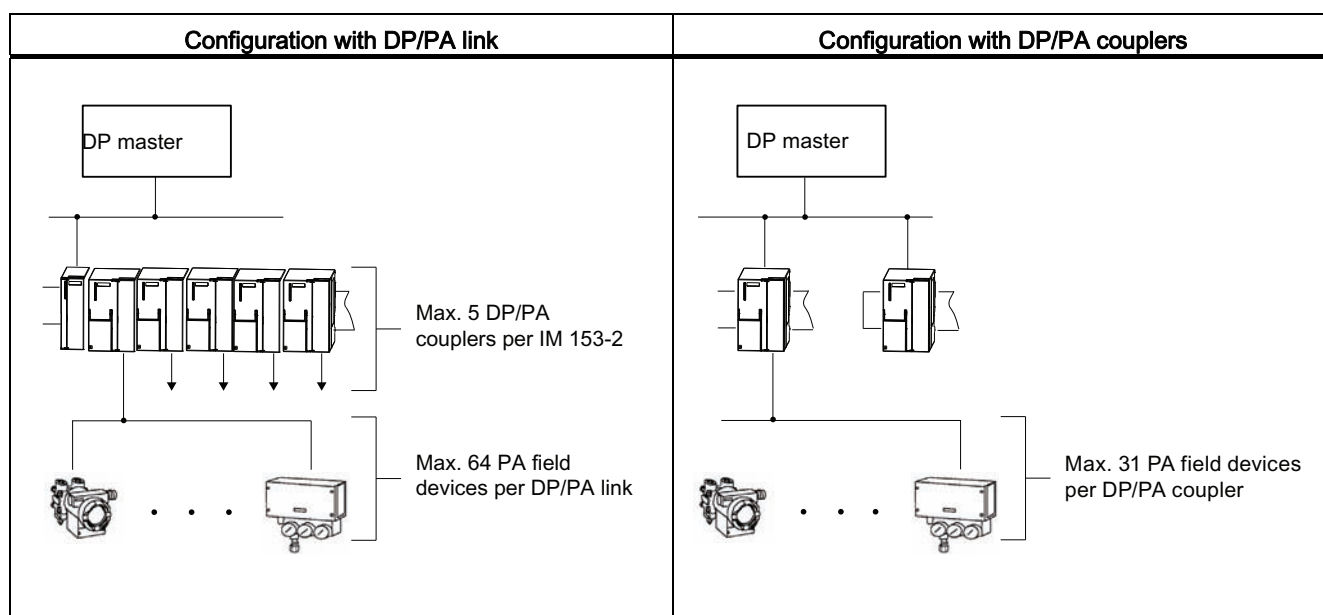 Configuration with DP/PA link
DP master
Max. 5 DP/PA
couplers per IM 153-2
Max. 64 PA field
devices per DP/PA link
Configuration with DP/PA couplers
DP master
Max. 31 PA field devices
per DP/PA coupler